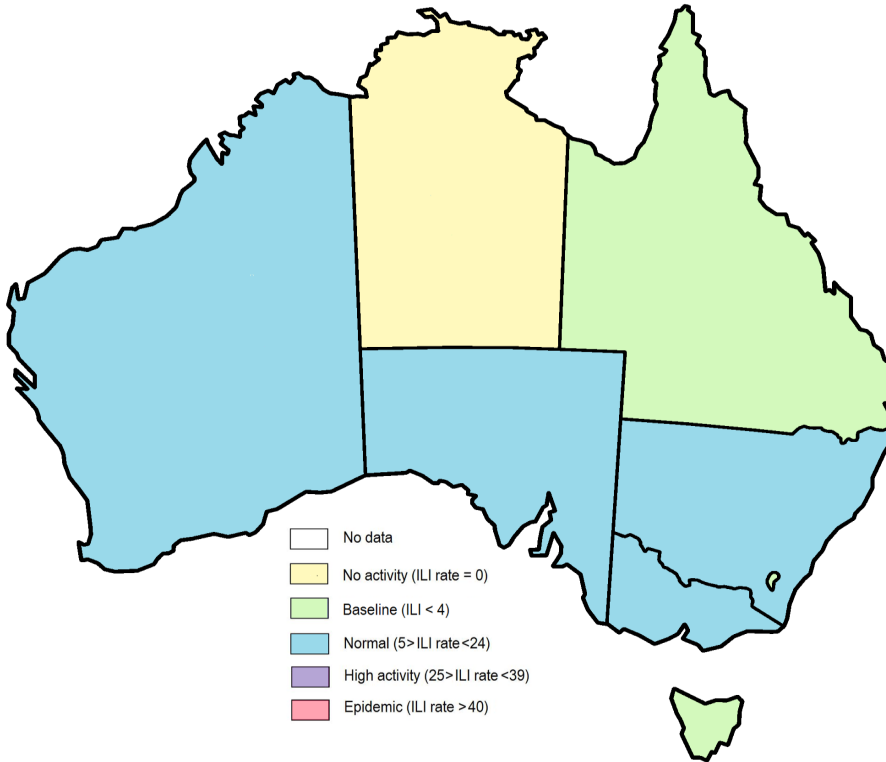 No data
No activity (ILI rate = 0)
Baseline (ILI < 4)
Normal (5>ILI rate<24)
High activity (25>ILI rate<39)
Epidemic (ILI rate >40)